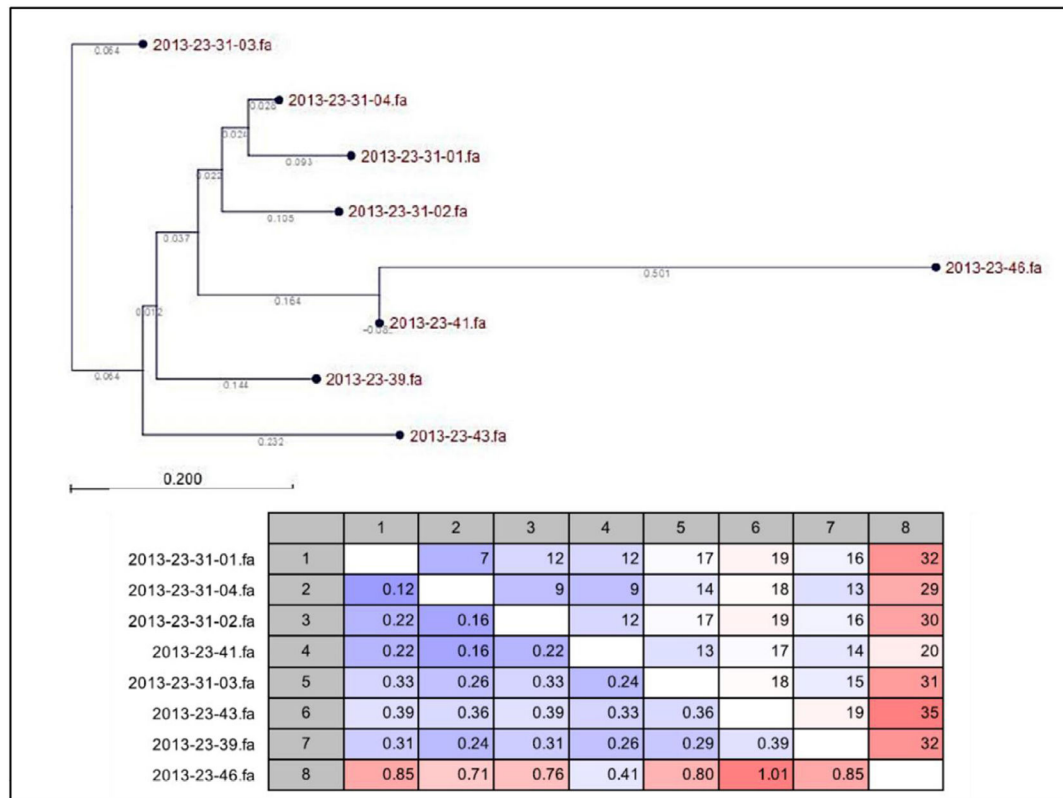 2013-23-31-03.fa
0.064
2013-23-31-04.fa
0.028
0.024
2013-23-31-01.fa
0.093
0.022
2013-23-31-02.fa
0.105
0.037
2013-23-46.fa
0.501
0.164
2013-23-41.fa
0.012
2013-23-39.fa
0.064
0.144
2013-23-43.fa
0.232
0.200
1 2 3 4 5 6 7 8
2013-23-31-01.fa 1 7 12 12 17 19 16 32
2013-23-31-04.fa 2 0.12 9 9 14 18 13 29
2013-23-31-02.fa 3 0.22 0.16 12 17 19 16 30
2013-23-41.fa 4 0.22 0.16 0.22 13 17 14 20
2013-23-31-03.fa 5 0.33 0.26 0.33 0.24 18 15 31
2013-23-43.fa 6 0.39 0.36 0.39 0.33 0.36 19 35
2013-23-39.fa 7 0.31 0.24 0.31 0.26 0.29 0.39 32
2013-23-46.fa 8 0.85 0.71 0.76 0.41 0.80 1.01 0.85